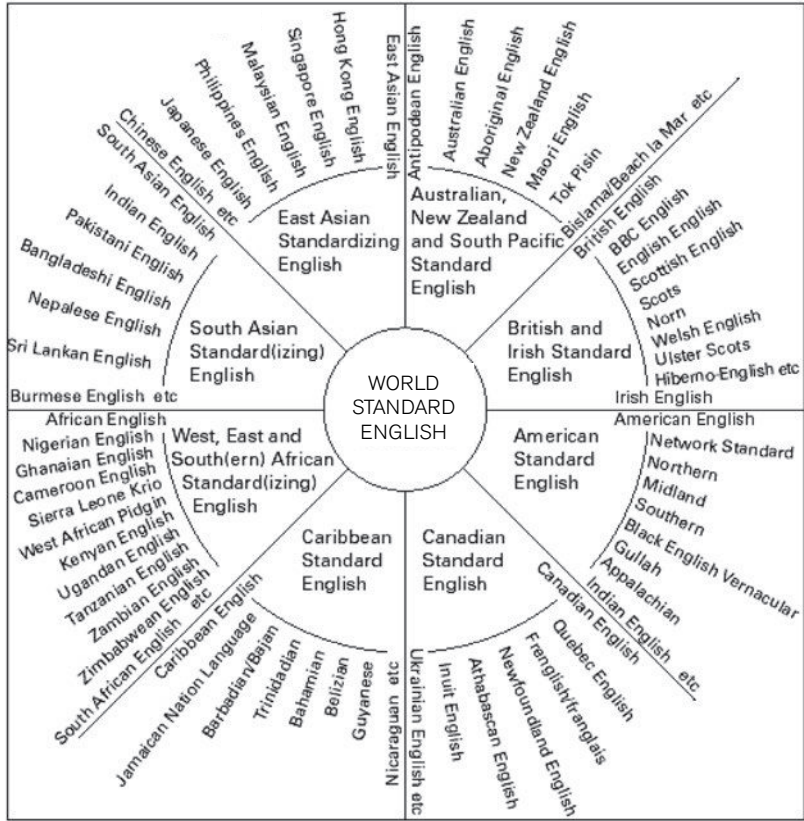 WORLD
STANDARD
ENGLISH
East Asian
Standardizing
English
East Asian English
Hong Kong English
Singapore English
Malaysian English
Philippines English
Japanese English
Chinese English etc
Australian,
New Zealand
and South Pacific
Standard
English
Antipodean English
Australian English
Aboriginal English
New Zealand English
Maori English
Tok Pisin
Bislama/Beach la Mar etc
British and
Irish Standard
English
British English
BBC English
English English
Scottish English
Scots
Norn
Welsh English
Ulster Scots
Hiberno-English etc
Irish English
American
Standard
English
American English
Network Standard
Northern
Midland
Southern
Black English Vernacular
Gullah
Appalachian
Indian English etc
Canadian
Standard
English
Canadian English
Quebec English
Frenglish/franglais
Newfoundland English
Athabascan English
Inuit English
Ukrainian English etc
Caribbean
Standard
English
Caribbean English
Jamaican Nation Language
Barbadian/Bajan
Trinidadian
Bahamian
Belizian
Guyanese
Nicaraguan etc
West, East and
South(ern) African
Standard(izing)
English
African English
Nigerian English
Ghanaian English
Cameroon English
Sierra Leone Krio
West African Pidgin
Kenyan English
Ugandan English
Tanzanian English
Zambian English
Zimbabwean English
South African English etc
South Asian
Standard(izing)
English
South Asian English
Indian English
Pakistani English
Bangladeshi English
Nepalese English
Sri Lankan English
Burmese English etc